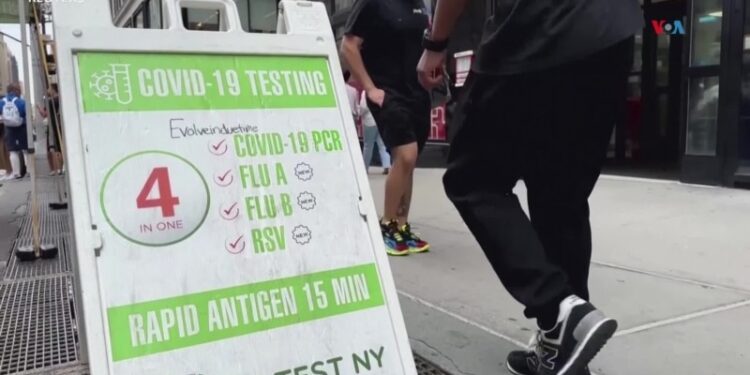 VOA
COVID-19 TESTING
Evolveinduetime
4
IN ONE
COVID-19 PCR
FLU A NEW
FLU B NEW
RSV NEW
RAPID ANTIGEN 15 MIN
TEST NY